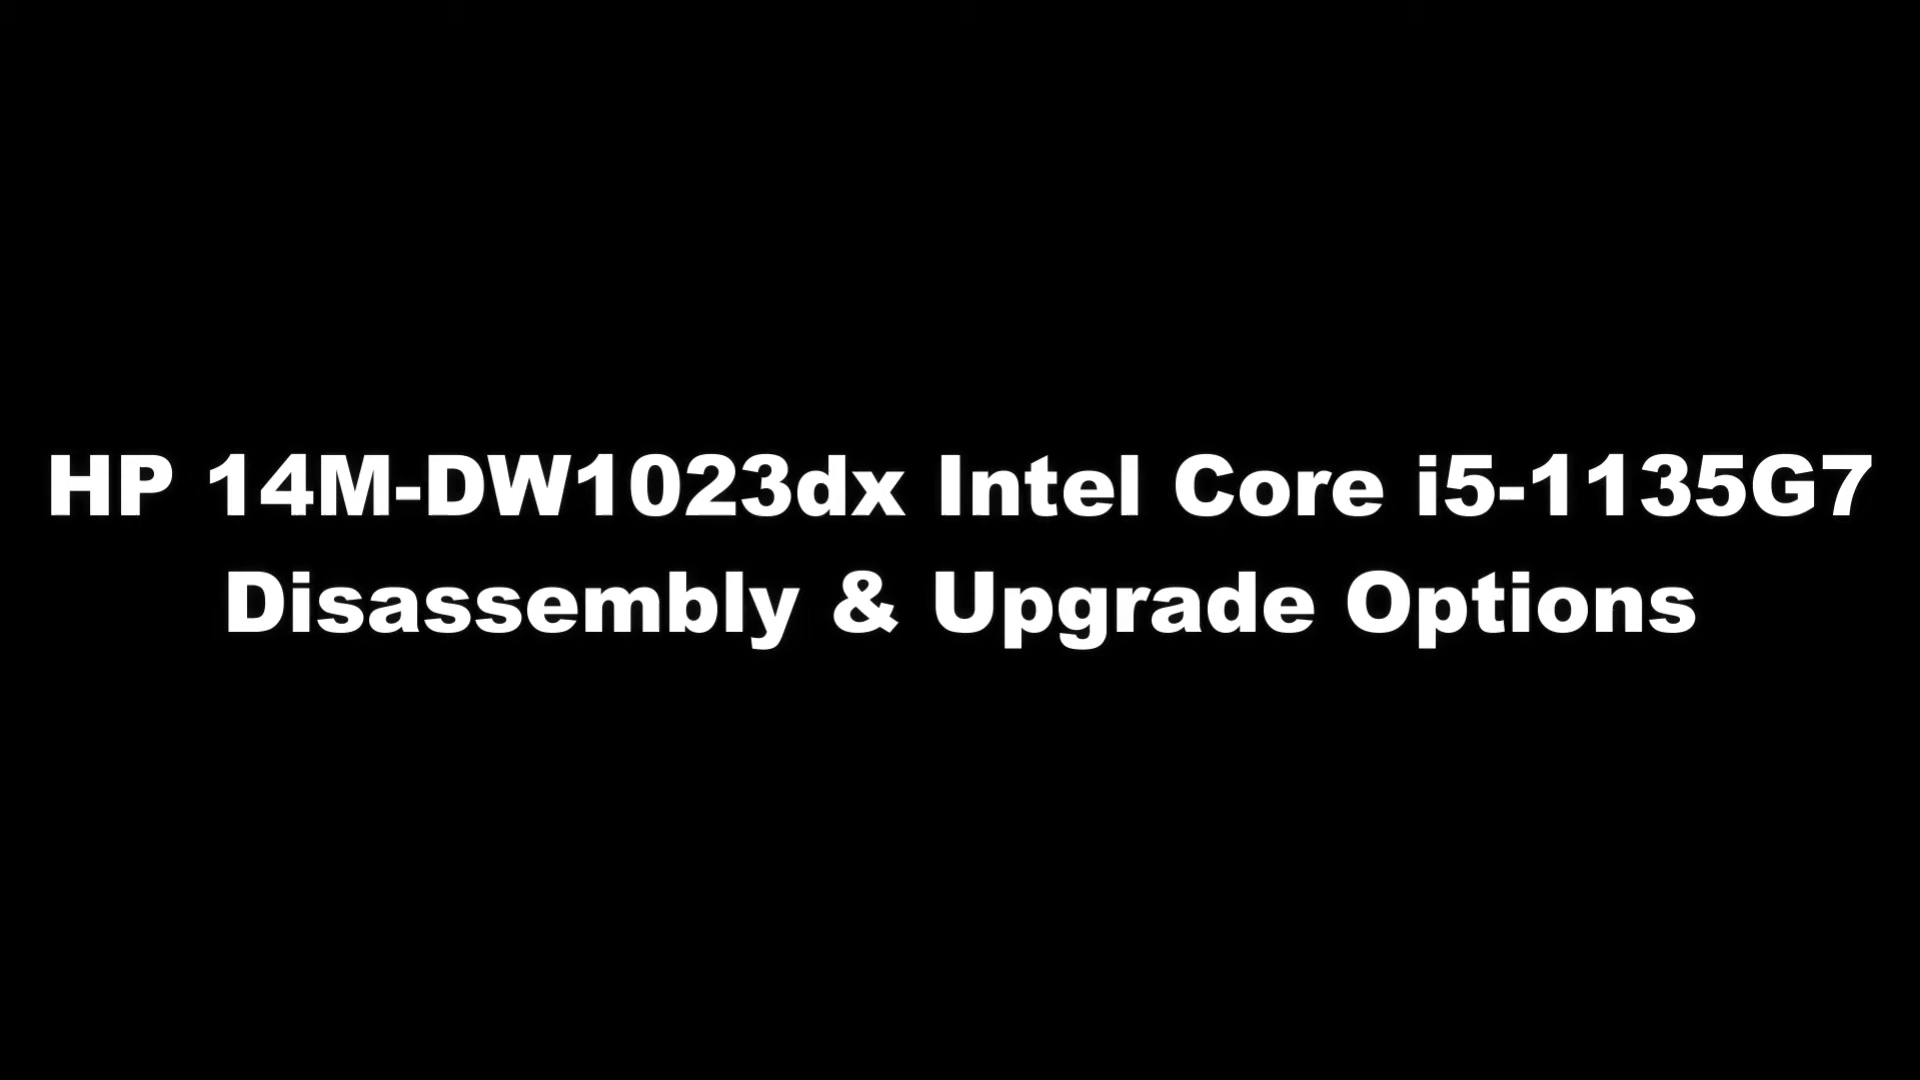 HP 14M-DW1023dx Intel Core i5-1135G7
Disassembly & Upgrade Options